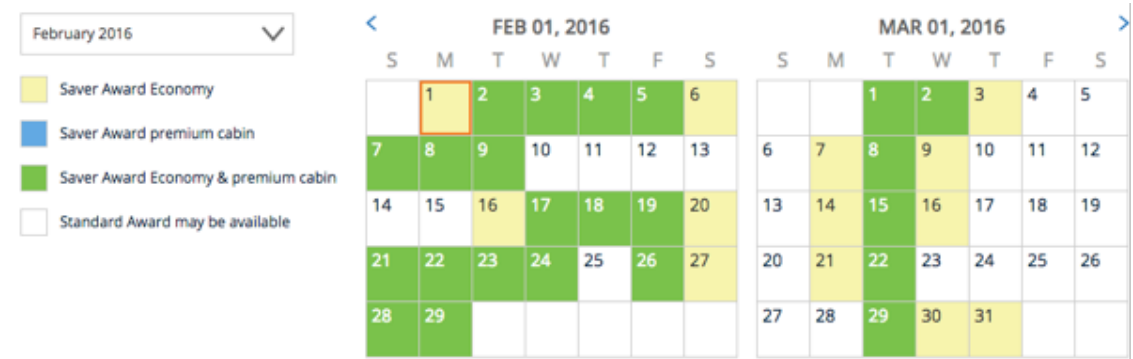 February 2016
Saver Award Economy
Saver Award premium cabin
Saver Award Economy & premium cabin
Standard Award may be available
FEB 01, 2016
S M T W T F S
1 2 3 4 5 6
7 8 9 10 11 12 13
14 15 16 17 18 19 20
21 22 23 24 25 26 27
28 29
MAR 01, 2016
S M T W T F S
1 2 3 4 5
6 7 8 9 10 11 12
13 14 15 16 17 18 19
20 21 22 23 24 25 26
27 28 29 30 31